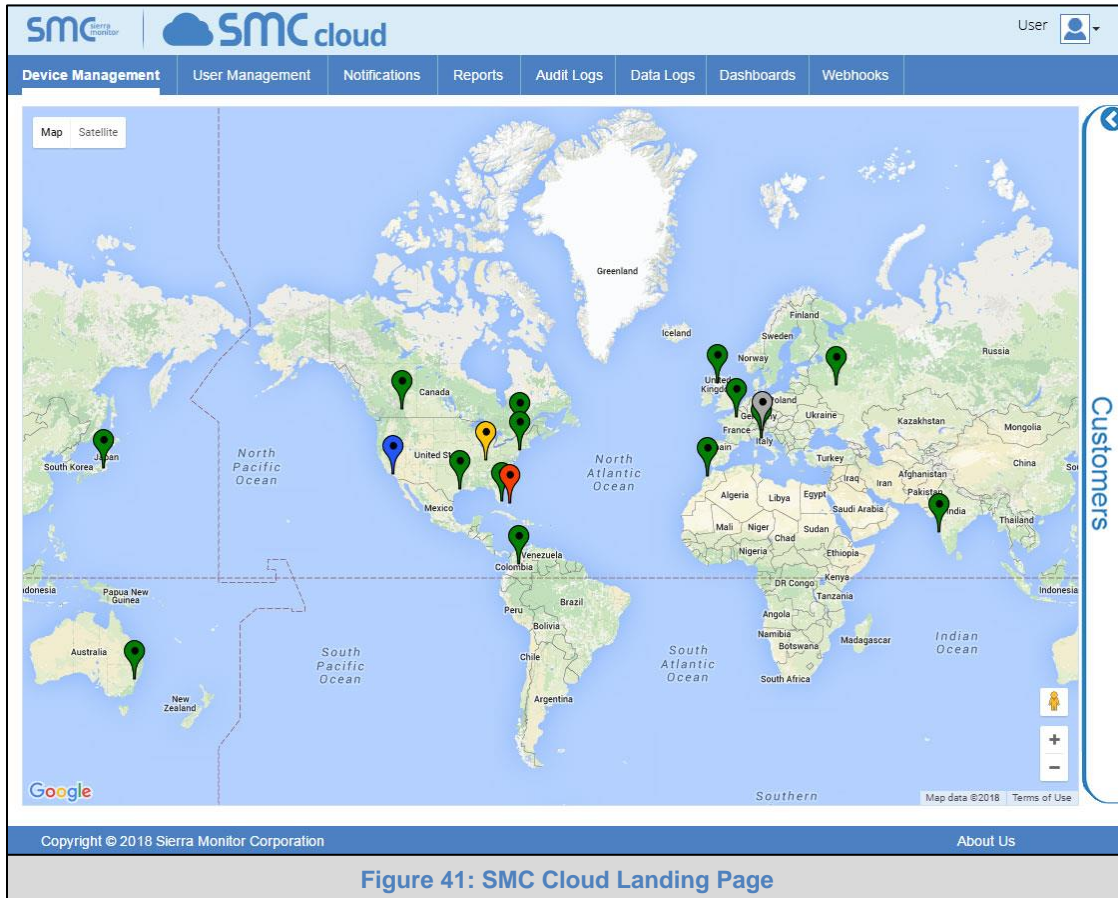 SMC sierra monitor SMC cloud User
Device Management User Management Notifications Reports Audit Logs Data Logs Dashboards Webhooks
Map Satellite
Greenland
Iceland
Finland
Sweden
Norway
Russia
Canada
United Kingdom
Poland
Germany
Ukraine
France
Kazakhstan
Mongolia
Italy
Spain
Turkey
China
South Korea
Japan
North
Pacific
Ocean
United St
North
Atlantic
Ocean
Mexico
Afghanistan
Iraq
Iran
Pakistan
Algeria
Libya
Egypt
Saudi Arabia
India
Thailand
Mali
Niger
Chad
Sudan
Nigeria
Ethiopia
Venezuela
Colombia
DR Congo
Kenya
Tanzania
ndonesia
Papua New
Guinea
Indonesia
Peru
Brazil
Bolivia
Angola
Namibia
Botswana
Madagascar
Indian
Ocean
Australia
South
Pacific
Ocean
Chile
South
Atlantic
Ocean
South Africa
New
Zealand
Argentina
+
−
Google
Southern
Map data ©2018 Terms of Use
Customers
Copyright © 2018 Sierra Monitor Corporation About Us
Figure 41: SMC Cloud Landing Page